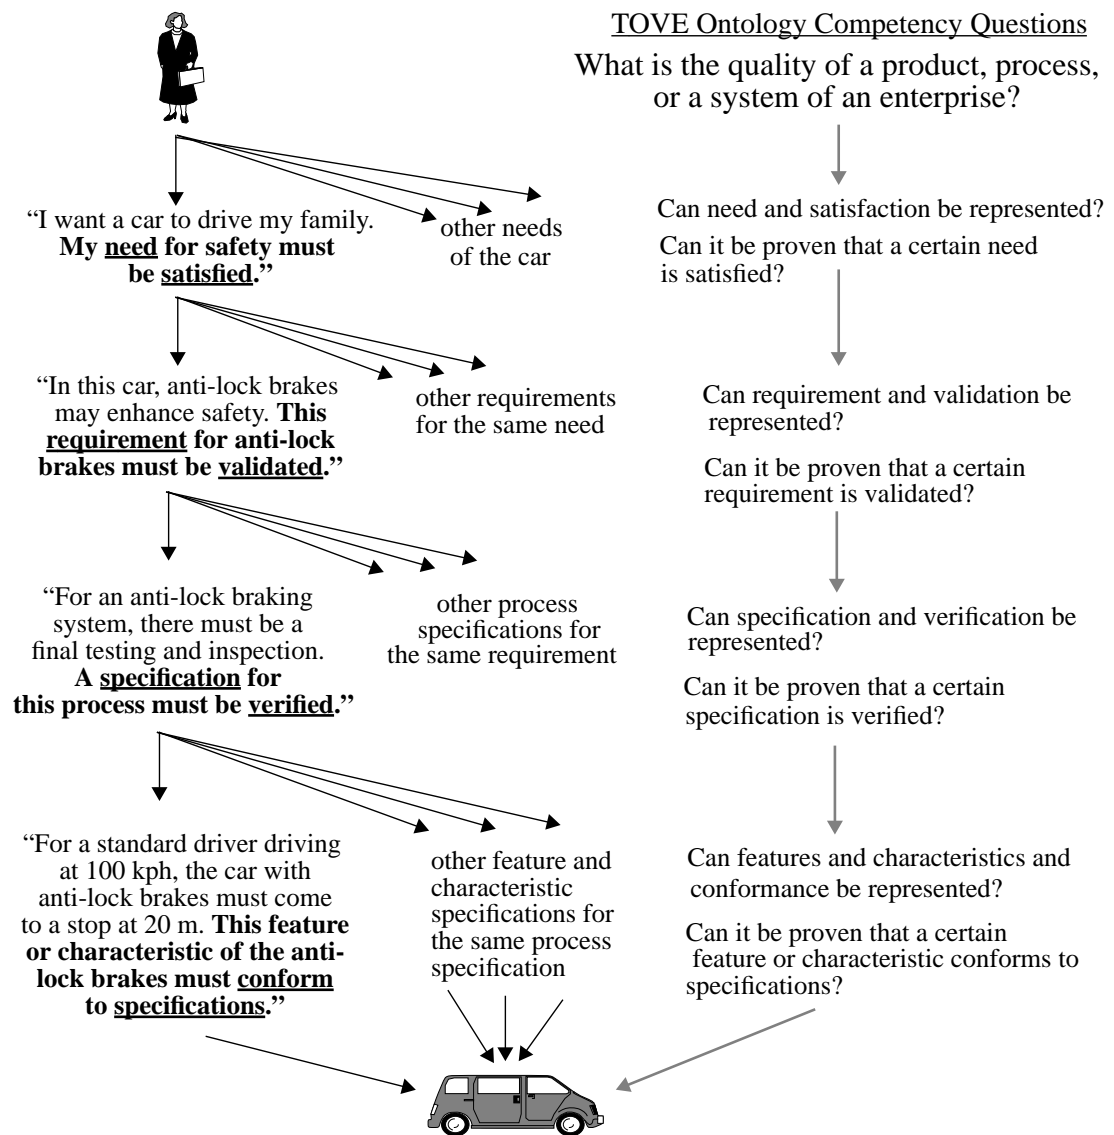 TOVE Ontology Competency Questions
What is the quality of a product, process,
or a system of an enterprise?
“I want a car to drive my family.
My need for safety must
be satisfied.”
other needs
of the car
Can need and satisfaction be represented?
Can it be proven that a certain need
is satisfied?
“In this car, anti-lock brakes
may enhance safety. This
requirement for anti-lock
brakes must be validated.”
other requirements
for the same need
Can requirement and validation be
represented?
Can it be proven that a certain
requirement is validated?
“For an anti-lock braking
system, there must be a
final testing and inspection.
A specification for
this process must be verified.”
other process
specifications for
the same requirement
Can specification and verification be
represented?
Can it be proven that a certain
specification is verified?
“For a standard driver driving
at 100 kph, the car with
anti-lock brakes must come
to a stop at 20 m. This feature
or characteristic of the anti-
lock brakes must conform
to specifications.”
other feature and
characteristic
specifications for
the same process
specification
Can features and characteristics and
conformance be represented?
Can it be proven that a certain
feature or characteristic conforms to
specifications?